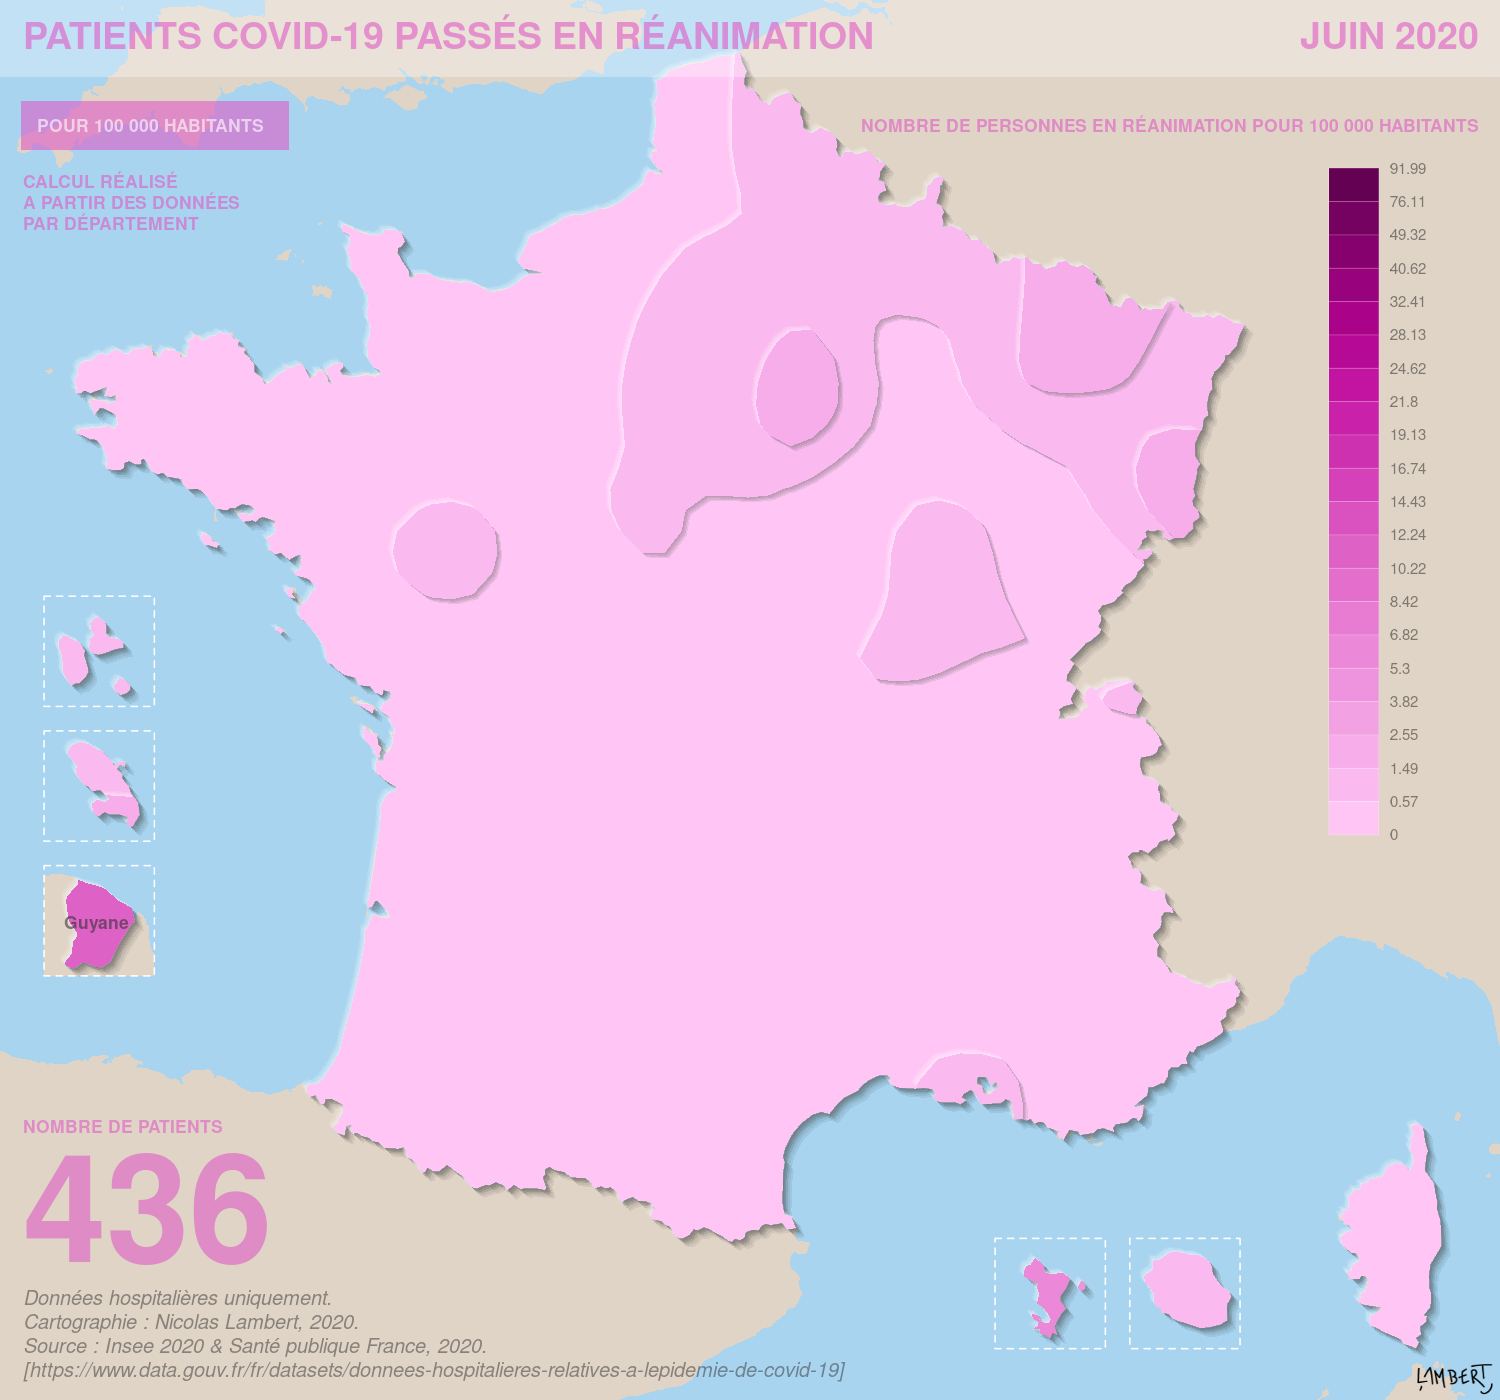 PATIENTS COVID-19 PASSÉS EN RÉANIMATION
JUIN 2020
POUR 100 000 HABITANTS
CALCUL RÉALISÉ
A PARTIR DES DONNÉES
PAR DÉPARTEMENT
NOMBRE DE PERSONNES EN RÉANIMATION POUR 100 000 HABITANTS
91.99
76.11
49.32
40.62
32.41
28.13
24.62
21.8
19.13
16.74
14.43
12.24
10.22
8.42
6.82
5.3
3.82
2.55
1.49
0.57
0
Guyane
NOMBRE DE PATIENTS
436
Données hospitalières uniquement.
Cartographie : Nicolas Lambert, 2020.
Source : Insee 2020 & Santé publique France, 2020.
[https://www.data.gouv.fr/fr/datasets/donnees-hospitalieres-relatives-a-lepidemie-de-covid-19]
LAMBERT